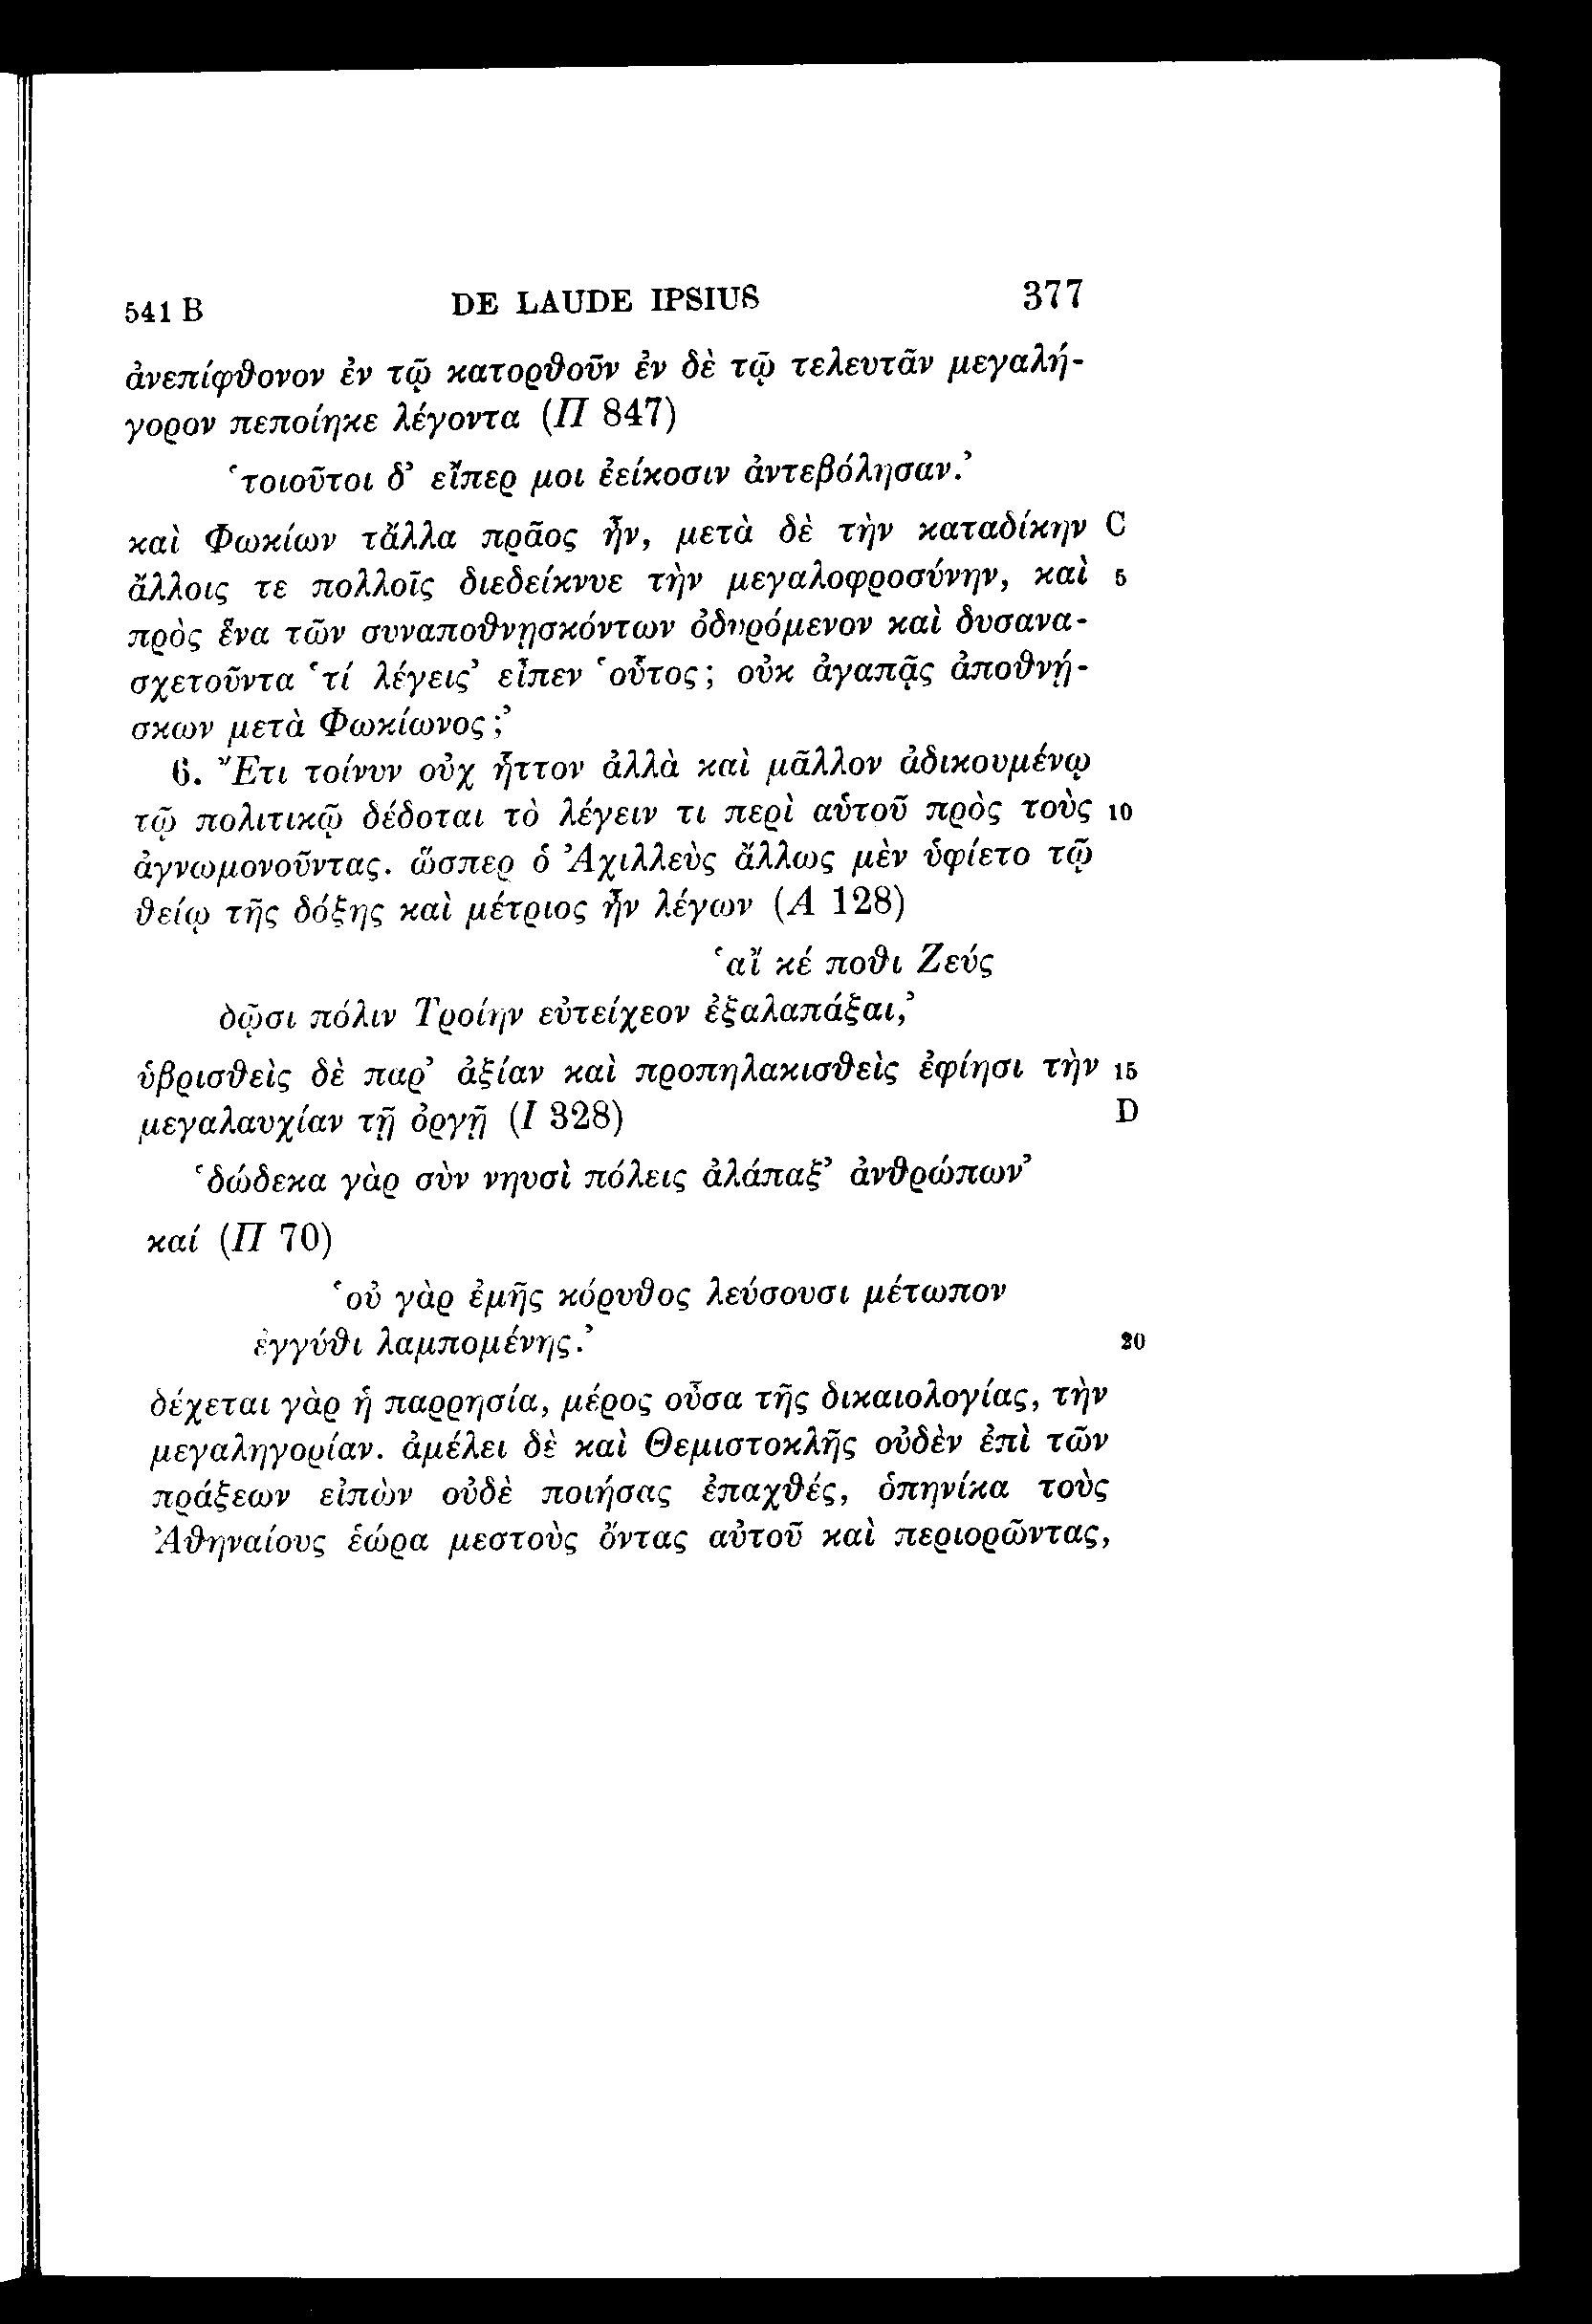 541 B DE LAUDE IPSIUS 377
ἀνεπίφθονον ἐν τῷ κατορθοῦν ἐν δὲ τῷ τελευτᾶν μεγαλή-
γορον πεποίηκε λέγοντα (Π 847)
‘τοιοῦτοι δ’ εἴπερ μοι ἐείκοσιν ἀντεβόλησαν.’
καὶ Φωκίων τἄλλα πρᾶος ἦν, μετὰ δὲ τὴν καταδίκην C
ἄλλοις τε πολλοῖς διεδείκνυε τὴν μεγαλοφροσύνην, καὶ 5
πρὸς ἕνα τῶν συναποθνῃσκόντων ὀδυρόμενον καὶ δυσανα-
σχετοῦντα ‘τί λέγεις’ εἶπεν ‘οὗτος; οὐκ ἀγαπᾷς ἀποθνῄ-
σκων μετὰ Φωκίωνος;’
6. Ἔτι τοίνυν οὐχ ἧττον ἀλλὰ καὶ μᾶλλον ἀδικουμένῳ
τῷ πολιτικῷ δέδοται τὸ λέγειν τι περὶ αὑτοῦ πρὸς τοὺς 10
ἀγνωμονοῦντας. ὥσπερ ὁ Ἀχιλλεὺς ἄλλως μὲν ὑφίετο τῷ
θείῳ τῆς δόξης καὶ μέτριος ἦν λέγων (Α 128)
‘αἴ κέ ποθι Ζεύς
δῷσι πόλιν Τροίην εὐτείχεον ἐξαλαπάξαι,’
ὑβρισθεὶς δὲ παρ’ ἀξίαν καὶ προπηλακισθεὶς ἐφίησι τὴν 15
μεγαλαυχίαν τῇ ὀργῇ (Ι 328) D
‘δώδεκα γὰρ σὺν νηυσὶ πόλεις ἀλάπαξ’ ἀνθρώπων’
καί (Π 70)
‘οὐ γὰρ ἐμῆς κόρυθος λεύσουσι μέτωπον
ἐγγύθι λαμπομένης.’ 20
δέχεται γὰρ ἡ παρρησία, μέρος οὖσα τῆς δικαιολογίας, τὴν
μεγαληγορίαν. ἀμέλει δὲ καὶ Θεμιστοκλῆς οὐδὲν ἐπὶ τῶν
πράξεων εἰπὼν οὐδὲ ποιήσας ἐπαχθές, ὁπηνίκα τοὺς
Ἀθηναίους ἑώρα μεστοὺς ὄντας αὐτοῦ καὶ περιορῶντας,